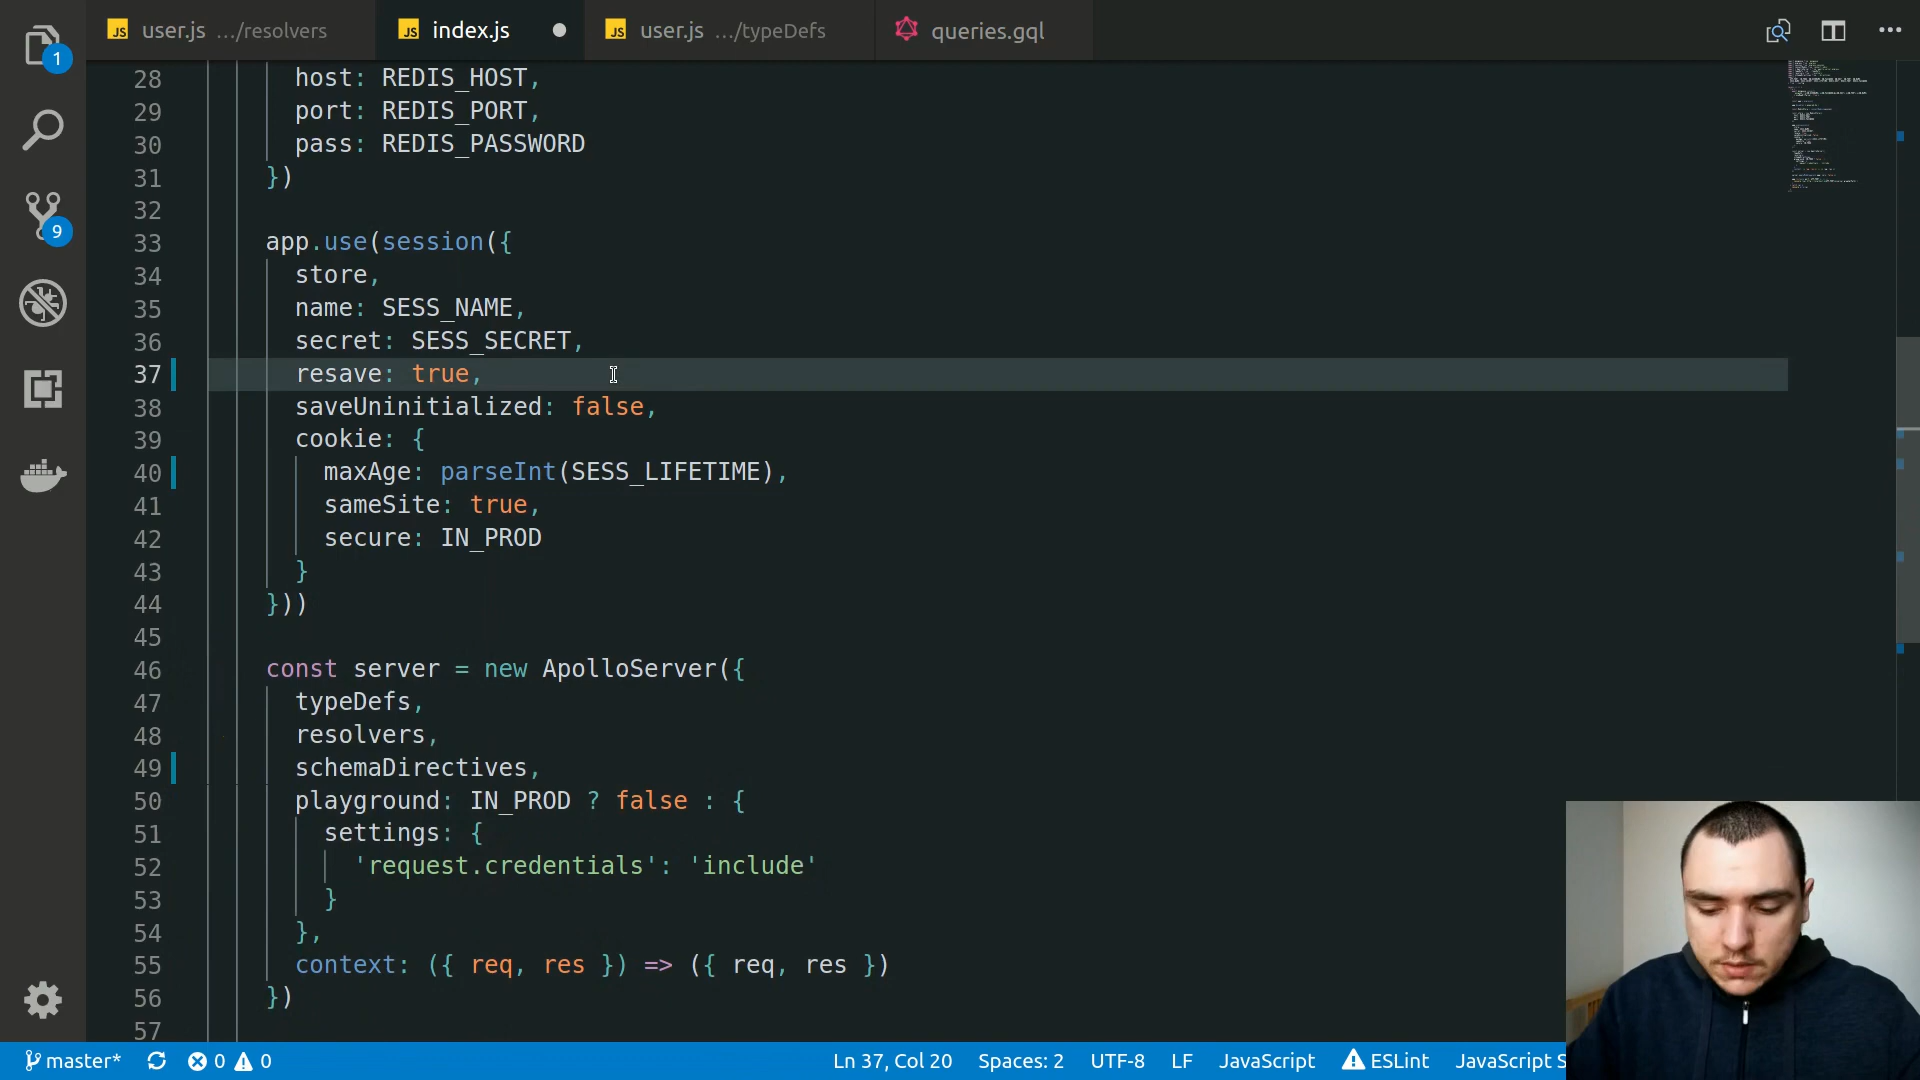 user.js .../resolvers
index.js
user.js .../typeDefs
queries.gql
1
9
28 host: REDIS_HOST,
29 port: REDIS_PORT,
30 pass: REDIS_PASSWORD
31 })
32
33 app.use(session({
34 store,
35 name: SESS_NAME,
36 secret: SESS_SECRET,
37 resave: true,
38 saveUninitialized: false,
39 cookie: {
40 maxAge: parseInt(SESS_LIFETIME),
41 sameSite: true,
42 secure: IN_PROD
43 }
44 }))
45
46 const server = new ApolloServer({
47 typeDefs,
48 resolvers,
49 schemaDirectives,
50 playground: IN_PROD ? false : {
51 settings: {
52 'request.credentials': 'include'
53 }
54 },
55 context: ({ req, res }) => ({ req, res })
56 })
57
master* 0 0 Ln 37, Col 20 Spaces: 2 UTF-8 LF JavaScript ESLint JavaScript S